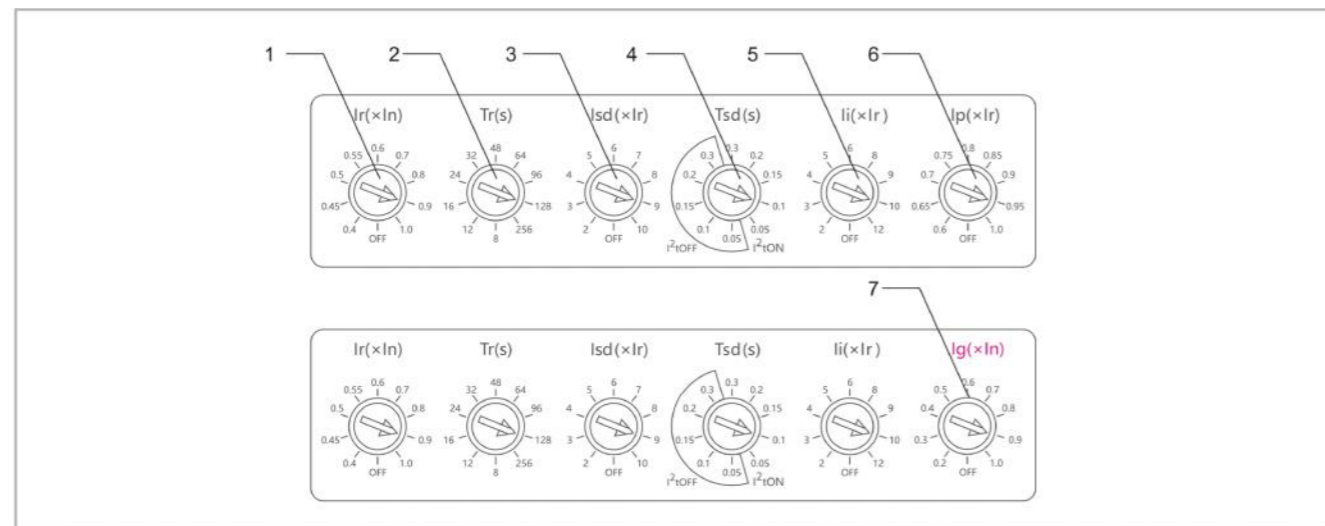 1 2 3 4 5 6
Ir(×In) Tr(s) Isd(×Ir) Tsd(s) Ii(×Ir) Ip(×Ir)
0.4 0.45 0.5 0.55 0.6 0.7 0.8 0.9 1.0 OFF
12 16 24 32 48 64 96 128 256 8
2 3 4 5 6 7 8 9 10 OFF
0.1 0.15 0.2 0.3 0.3 0.2 0.15 0.1 0.05 0.05
I²tOFF I²tON
2 3 4 5 6 8 9 10 12 OFF
0.6 0.65 0.7 0.75 0.8 0.85 0.9 0.95 1.0 OFF
7
Ir(×In) Tr(s) Isd(×Ir) Tsd(s) Ii(×Ir) Ig(×In)
0.4 0.45 0.5 0.55 0.6 0.7 0.8 0.9 1.0 OFF
12 16 24 32 48 64 96 128 256 8
2 3 4 5 6 7 8 9 10 OFF
0.1 0.15 0.2 0.3 0.3 0.2 0.15 0.1 0.05 0.05
I²tOFF I²tON
2 3 4 5 6 8 9 10 12 OFF
0.2 0.3 0.4 0.5 0.6 0.7 0.8 0.9 1.0 OFF